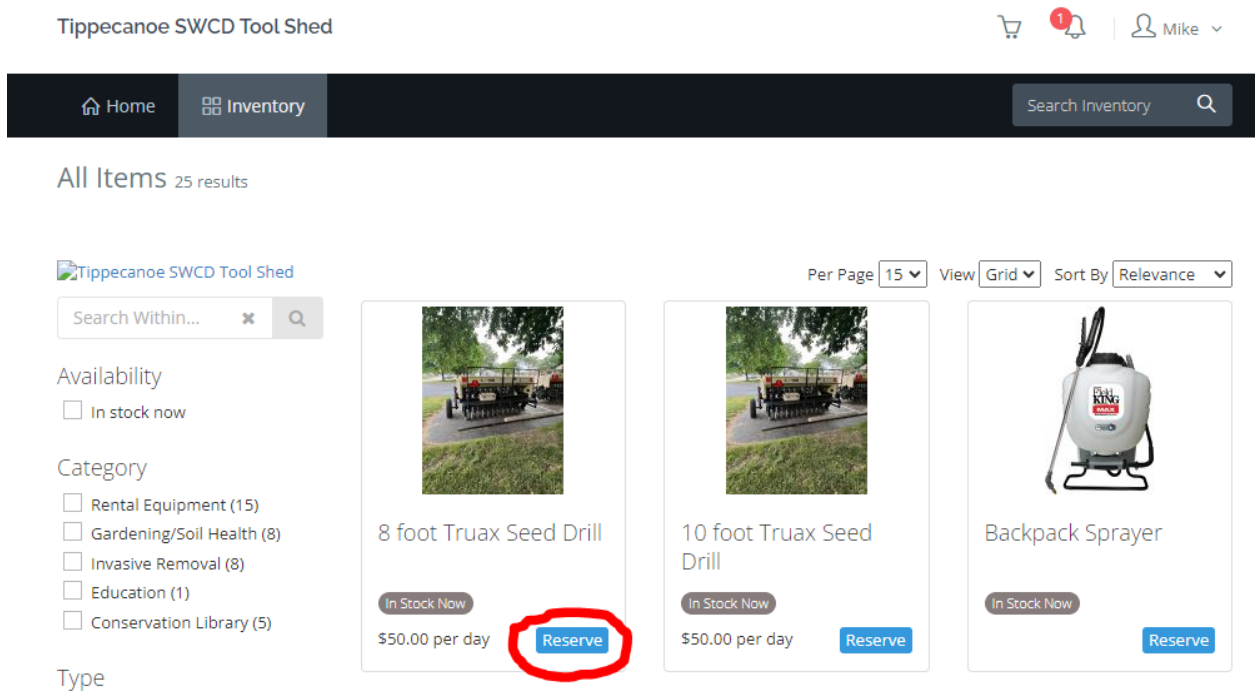 Tippecanoe SWCD Tool Shed
1
Mike
Home
Inventory
Search Inventory
All Items 25 results
Tippecanoe SWCD Tool Shed
Per Page 15 View Grid Sort By Relevance
Search Within...
Availability
In stock now
Category
Rental Equipment (15)
Gardening/Soil Health (8)
Invasive Removal (8)
Education (1)
Conservation Library (5)
Type
8 foot Truax Seed Drill
In Stock Now
$50.00 per day
Reserve
10 foot Truax Seed
Drill
In Stock Now
$50.00 per day
Reserve
Field
KING
MAX
Backpack Sprayer
In Stock Now
Reserve